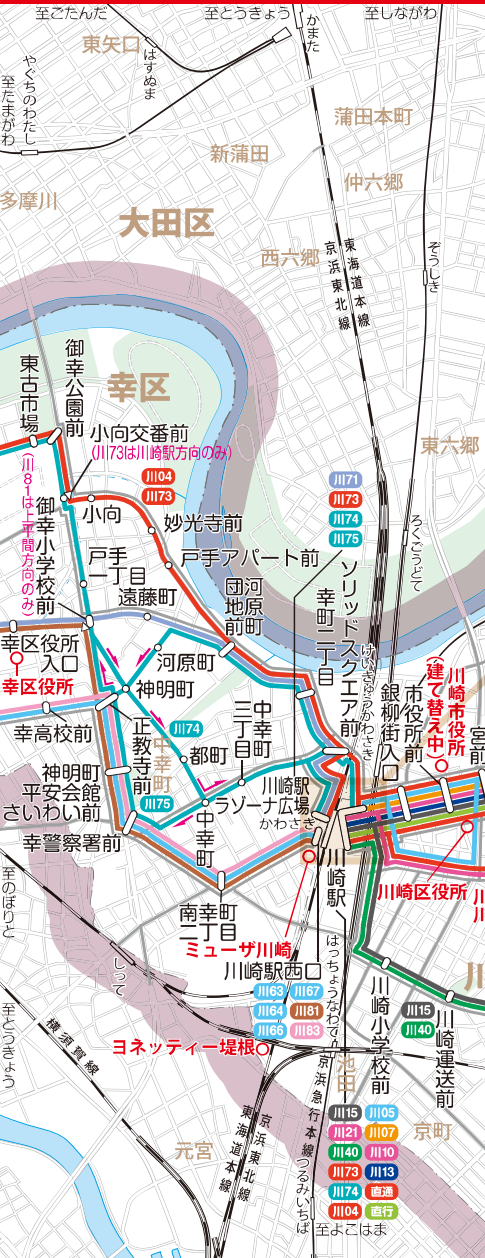 至ごたんだ
至とうきょう
至しながわ
かまた
東矢口
はすぬま
やぐちのわたし
至たまがわ
蒲田本町
新蒲田
仲六郷
多摩川
大田区
西六郷
東海道本線
京浜東北線
ぞうしき
御幸公園前
東古市場
幸区
小向交番前
(川73は川崎駅方向のみ)
東六郷
川04
川73
川71
川73
川74
川75
(川81は上平間方向のみ)
小向
妙光寺前
ろくごうどて
御幸小学校前
戸手一丁目
戸手アパート前
遠藤町
河原町団地前
ソリッドスクエア前
幸町二丁目
けいきゅうかわさき
幸区役所入口
幸区役所
河原町
神明町
銀柳街入口
市役所前
川崎市役所
(建て替え中)
宮前
幸高校前
正教寺前
川74
中幸町
中幸町三丁目
都町
神明町
平安会館
さいわい前
川75
川崎駅
ラゾーナ広場
かわさき
幸警察署前
中幸町
川崎駅
川崎区役所
至のぼりと
南幸町二丁目
ミューザ川崎
川崎駅西口
しって
はっちょうなわて
川63
川67
川64
川81
川66
川83
川崎小学校前
川15
川40
川崎運送前
至とうきょう
横須賀線
ヨネッティー堤根
池田
京浜急行本線
京町
元宮
京浜東北線
東海道本線
つるみいちば
川15
川05
川21
川07
川40
川10
川73
川13
川74
直通
川04
直行
至よこはま